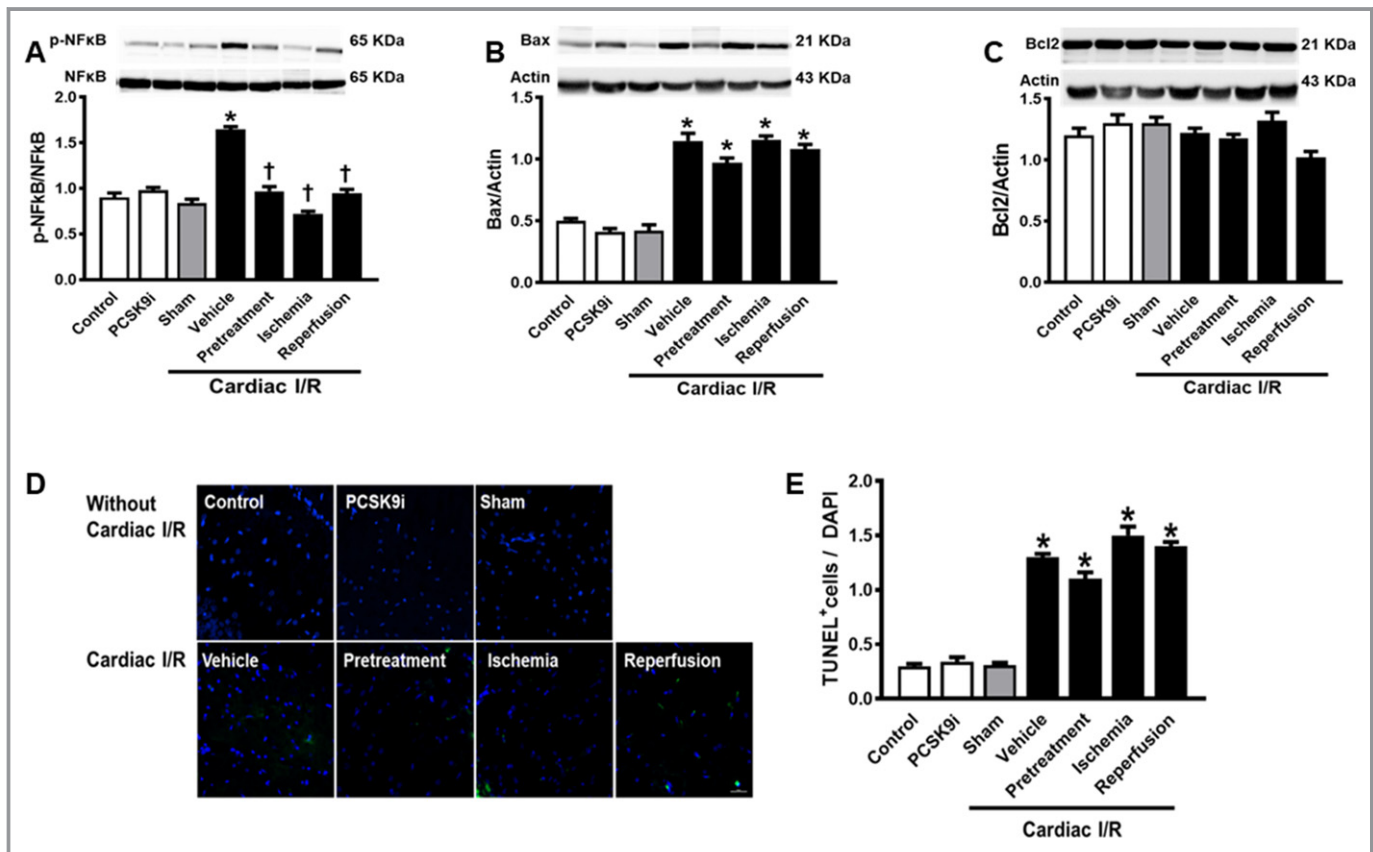 A
p-NFκB
65 KDa
NFκB
65 KDa
p-NFκB/NFκB
2.0
1.5
1.0
0.5
0.0
*
†
†
†
Control
PCSK9i
Sham
Vehicle
Pretreatment
Ischemia
Reperfusion
Cardiac I/R
B
Bax
21 KDa
Actin
43 KDa
Bax/Actin
1.5
1.0
0.5
0.0
*
*
*
*
Control
PCSK9i
Sham
Vehicle
Pretreatment
Ischemia
Reperfusion
Cardiac I/R
C
Bcl2
21 KDa
Actin
43 KDa
Bcl2/Actin
1.5
1.0
0.5
0.0
Control
PCSK9i
Sham
Vehicle
Pretreatment
Ischemia
Reperfusion
Cardiac I/R
D
Without
Cardiac I/R
Control
PCSK9i
Sham
Cardiac I/R
Vehicle
Pretreatment
Ischemia
Reperfusion
E
TUNEL+cells / DAPI
2.0
1.5
1.0
0.5
0.0
*
*
*
*
Control
PCSK9i
Sham
Vehicle
Pretreatment
Ischemia
Reperfusion
Cardiac I/R